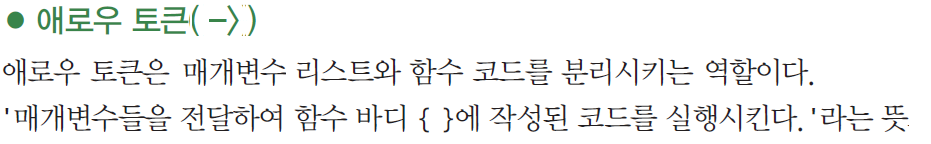 ● 애로우 토큰( −> )
애로우 토큰은 매개변수 리스트와 함수 코드를 분리시키는 역할이다.
'매개변수들을 전달하여 함수 바디 { }에 작성된 코드를 실행시킨다.'라는 뜻